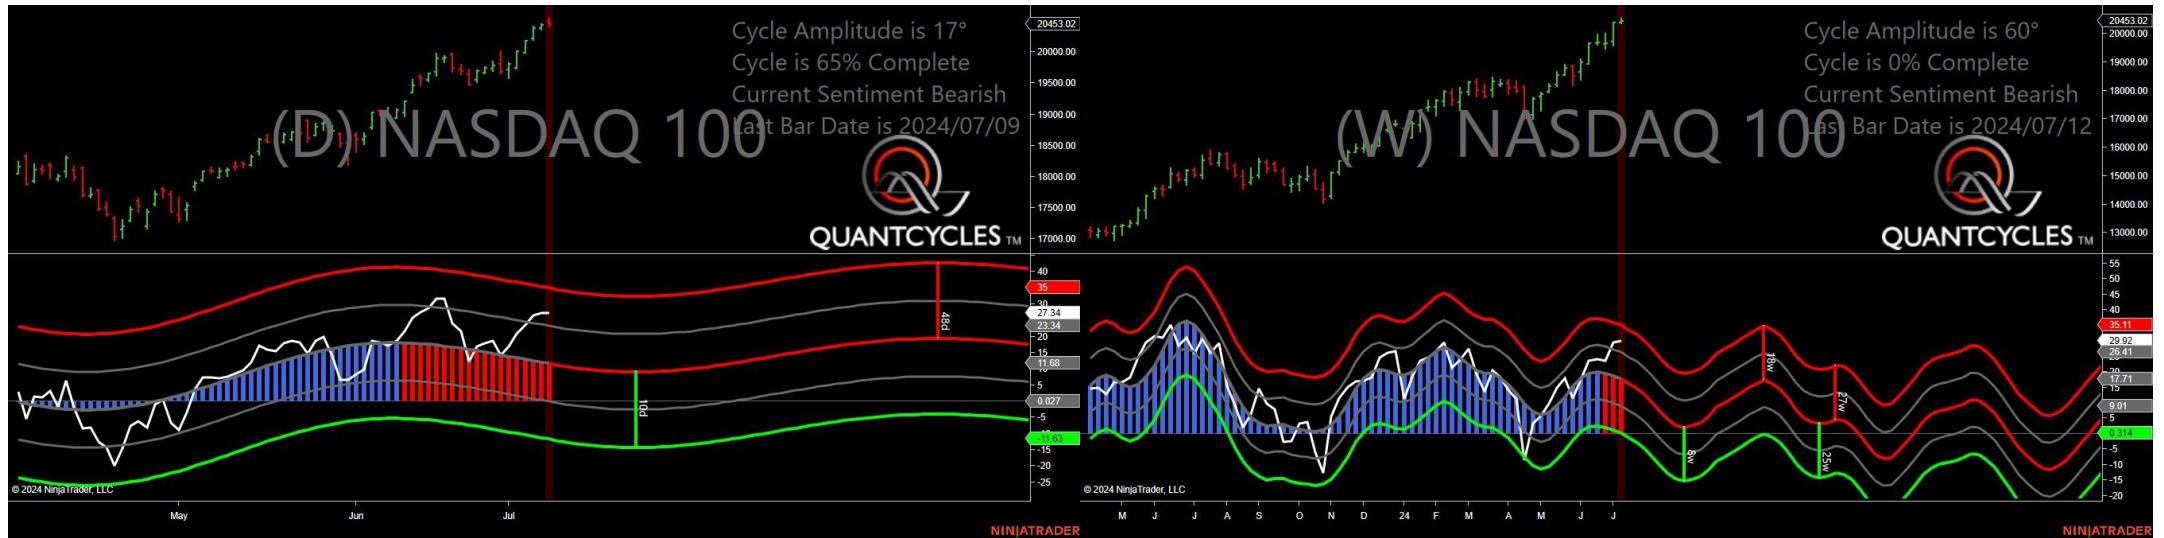 Cycle Amplitude is 17°
Cycle is 65% Complete
Current Sentiment Bearish
Last Bar Date is 2024/07/09
(D) NASDAQ 100
QUANTCYCLES TM
20453.02
20000.00
19500.00
19000.00
18500.00
18000.00
17500.00
17000.00
40
35
30
27.34
23.34
20
15
11.68
5
0.027
-5
-11.63
-15
-20
-25
48d
10d
© 2024 NinjaTrader, LLC
May Jun Jul
NINJATRADER
Cycle Amplitude is 60°
Cycle is 0% Complete
Current Sentiment Bearish
Last Bar Date is 2024/07/12
(W) NASDAQ 100
QUANTCYCLES TM
20453.02
20000.00
19000.00
18000.00
17000.00
16000.00
15000.00
14000.00
13000.00
55
50
45
40
35.11
29.92
26.41
17.71
15
9.01
5
0.314
-5
-10
-15
-20
18w
27w
8w
25w
© 2024 NinjaTrader, LLC
M J J A S O N D 24 F M A M J J
NINJATRADER